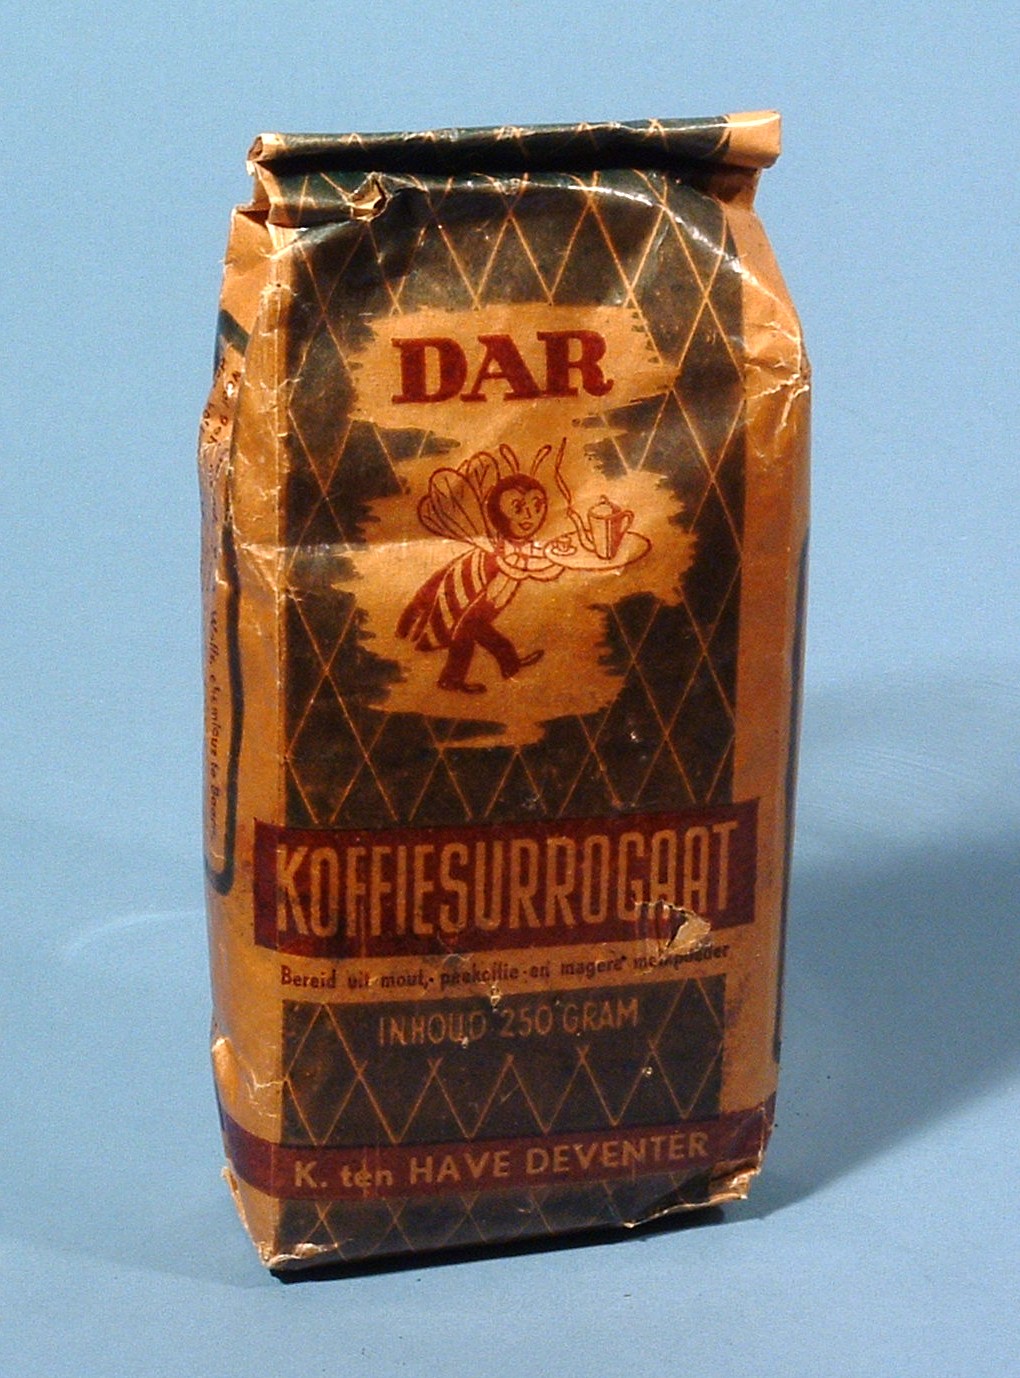 DAR
KOFFIESURROGAAT
Bereid uit mout,- peekoffie en magere melkpoeder
INHOUD 250 GRAM
K. ten HAVE DEVENTER